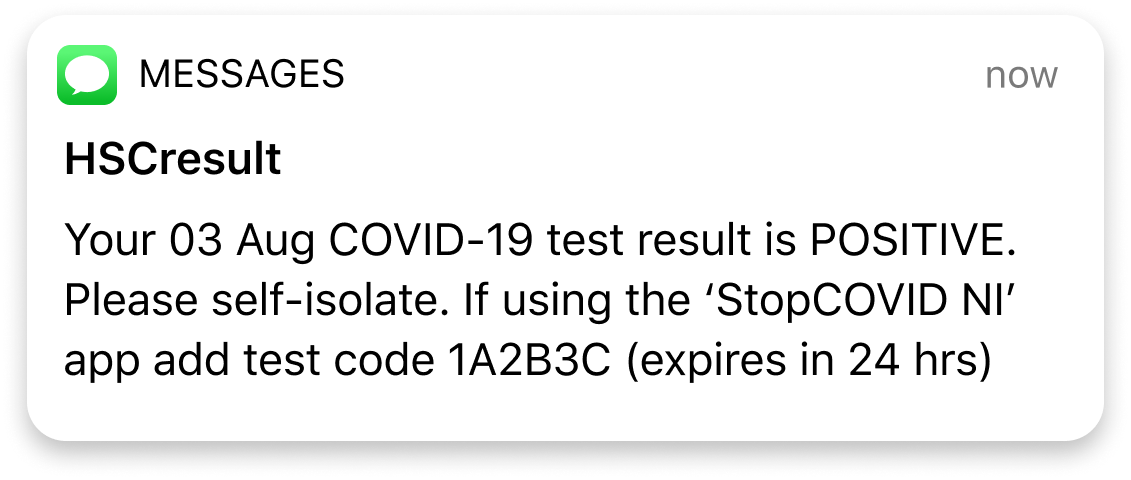 MESSAGES now
HSCresult
Your 03 Aug COVID-19 test result is POSITIVE.
Please self-isolate. If using the ‘StopCOVID NI’
app add test code 1A2B3C (expires in 24 hrs)